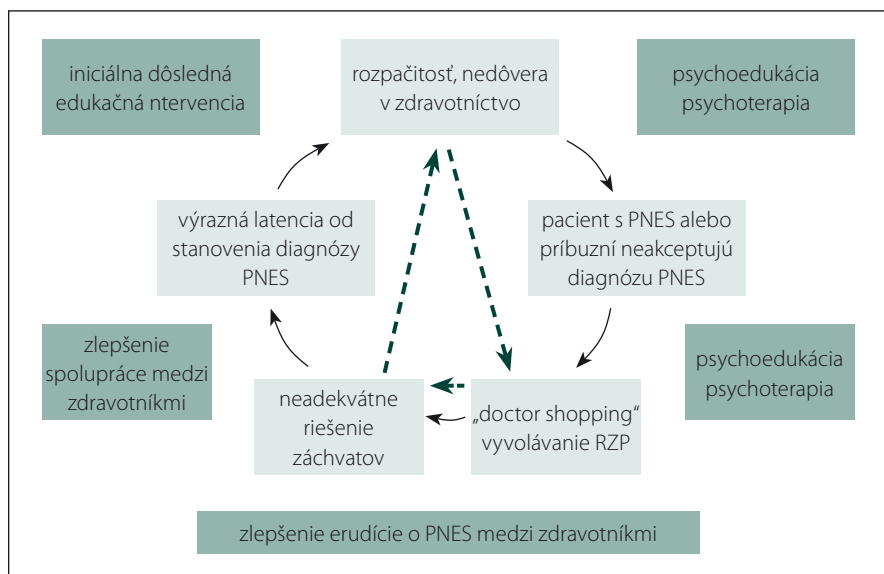 iniciálna dôsledná
edukačná ntervencia
rozpačitosť, nedôvera
v zdravotníctvo
psychoedukácia
psychoterapia
výrazná latencia od
stanovenia diagnózy
PNES
pacient s PNES alebo
príbuzní neakceptujú
diagnózu PNES
zlepšenie
spolupráce medzi
zdravotníkmi
neadekvátne
riešenie
záchvatov
„doctor shopping“
vyvolávanie RZP
psychoedukácia
psychoterapia
zlepšenie erudície o PNES medzi zdravotníkmi